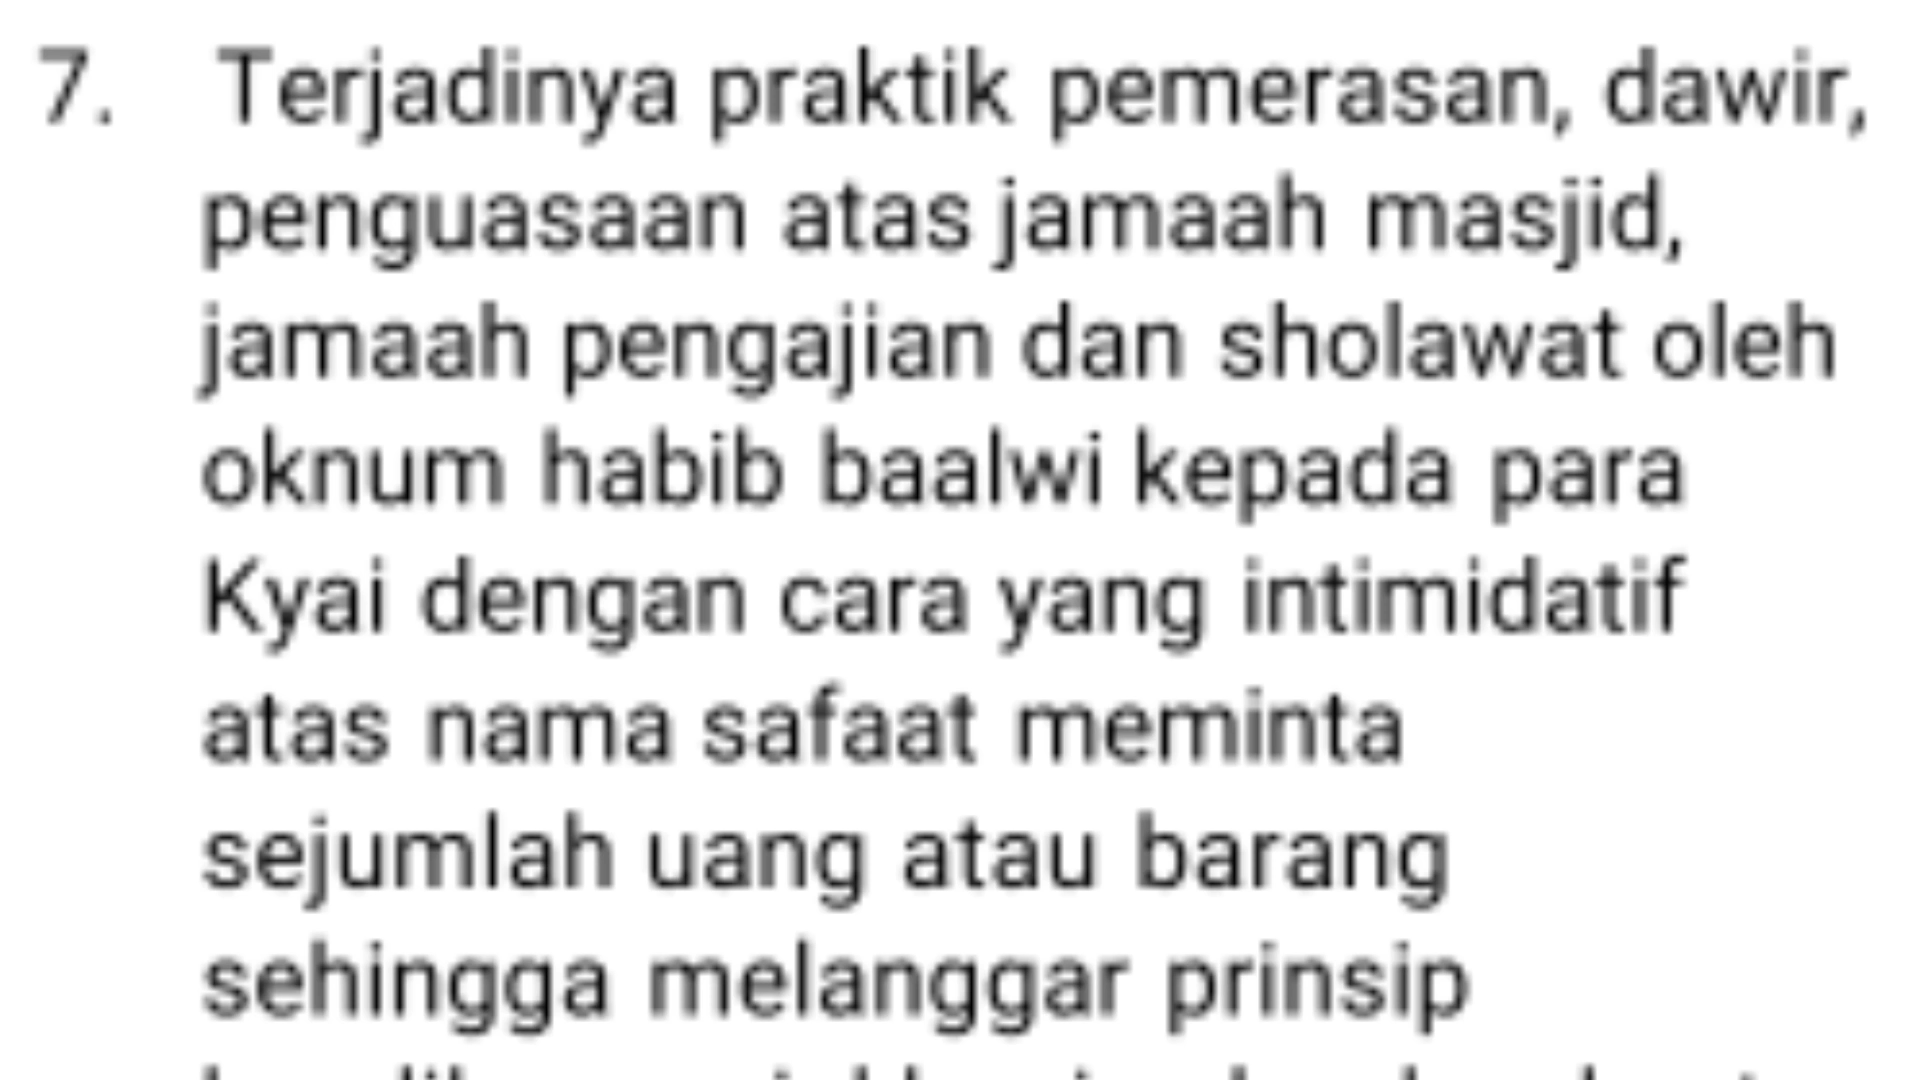 7. Terjadinya praktik pemerasan, dawir,
penguasaan atas jamaah masjid,
jamaah pengajian dan sholawat oleh
oknum habib baalwi kepada para
Kyai dengan cara yang intimidatif
atas nama safaat meminta
sejumlah uang atau barang
sehingga melanggar prinsip